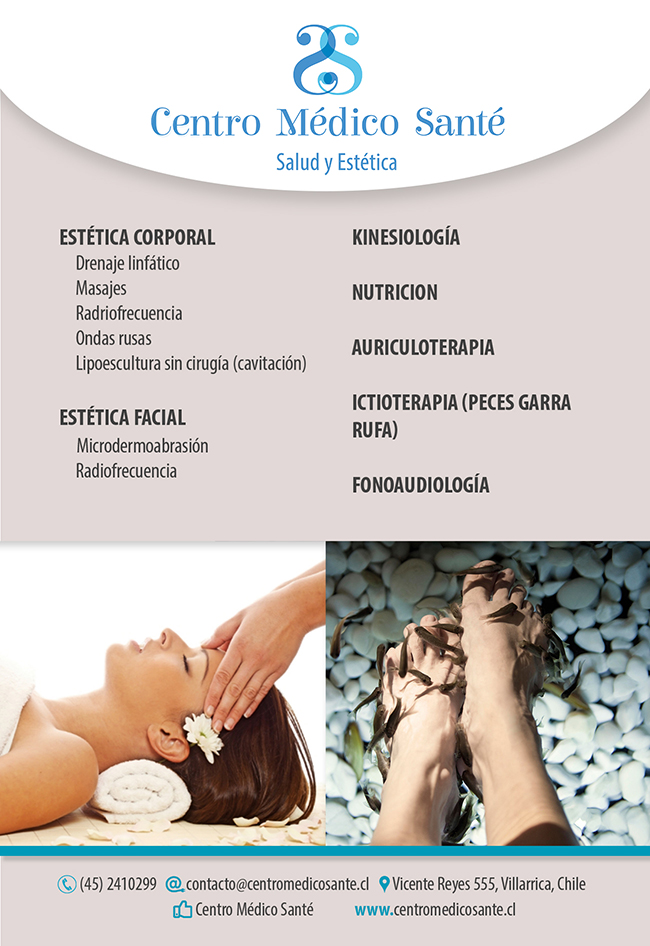 Centro Médico Santé
Salud y Estética
ESTÉTICA CORPORAL
Drenaje linfático
Masajes
Radriofrecuencia
Ondas rusas
Lipoescultura sin cirugía (cavitación)
ESTÉTICA FACIAL
Microdermoabrasión
Radiofrecuencia
KINESIOLOGÍA
NUTRICION
AURICULOTERAPIA
ICTIOTERAPIA (PECES GARRA
RUFA)
FONOAUDIOLOGÍA
(45) 2410299 contacto@centromedicosante.cl Vicente Reyes 555, Villarrica, Chile
Centro Médico Santé www.centromedicosante.cl